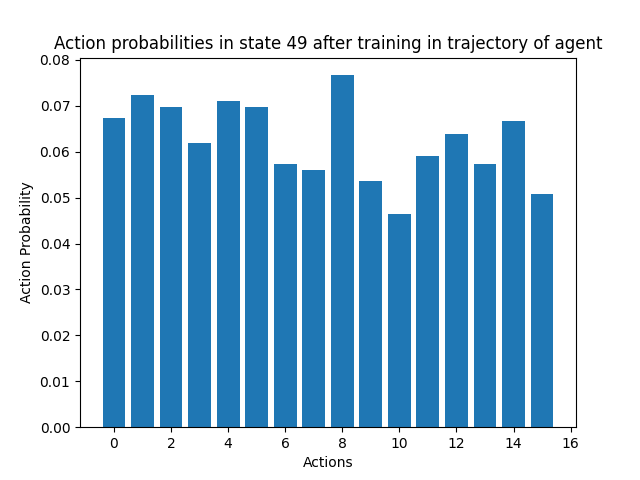 Action probabilities in state 49 after training in trajectory of agent
0.08
0.07
0.06
0.05
0.04
0.03
0.02
0.01
0.00
Action Probability
0 2 4 6 8 10 12 14 16
Actions